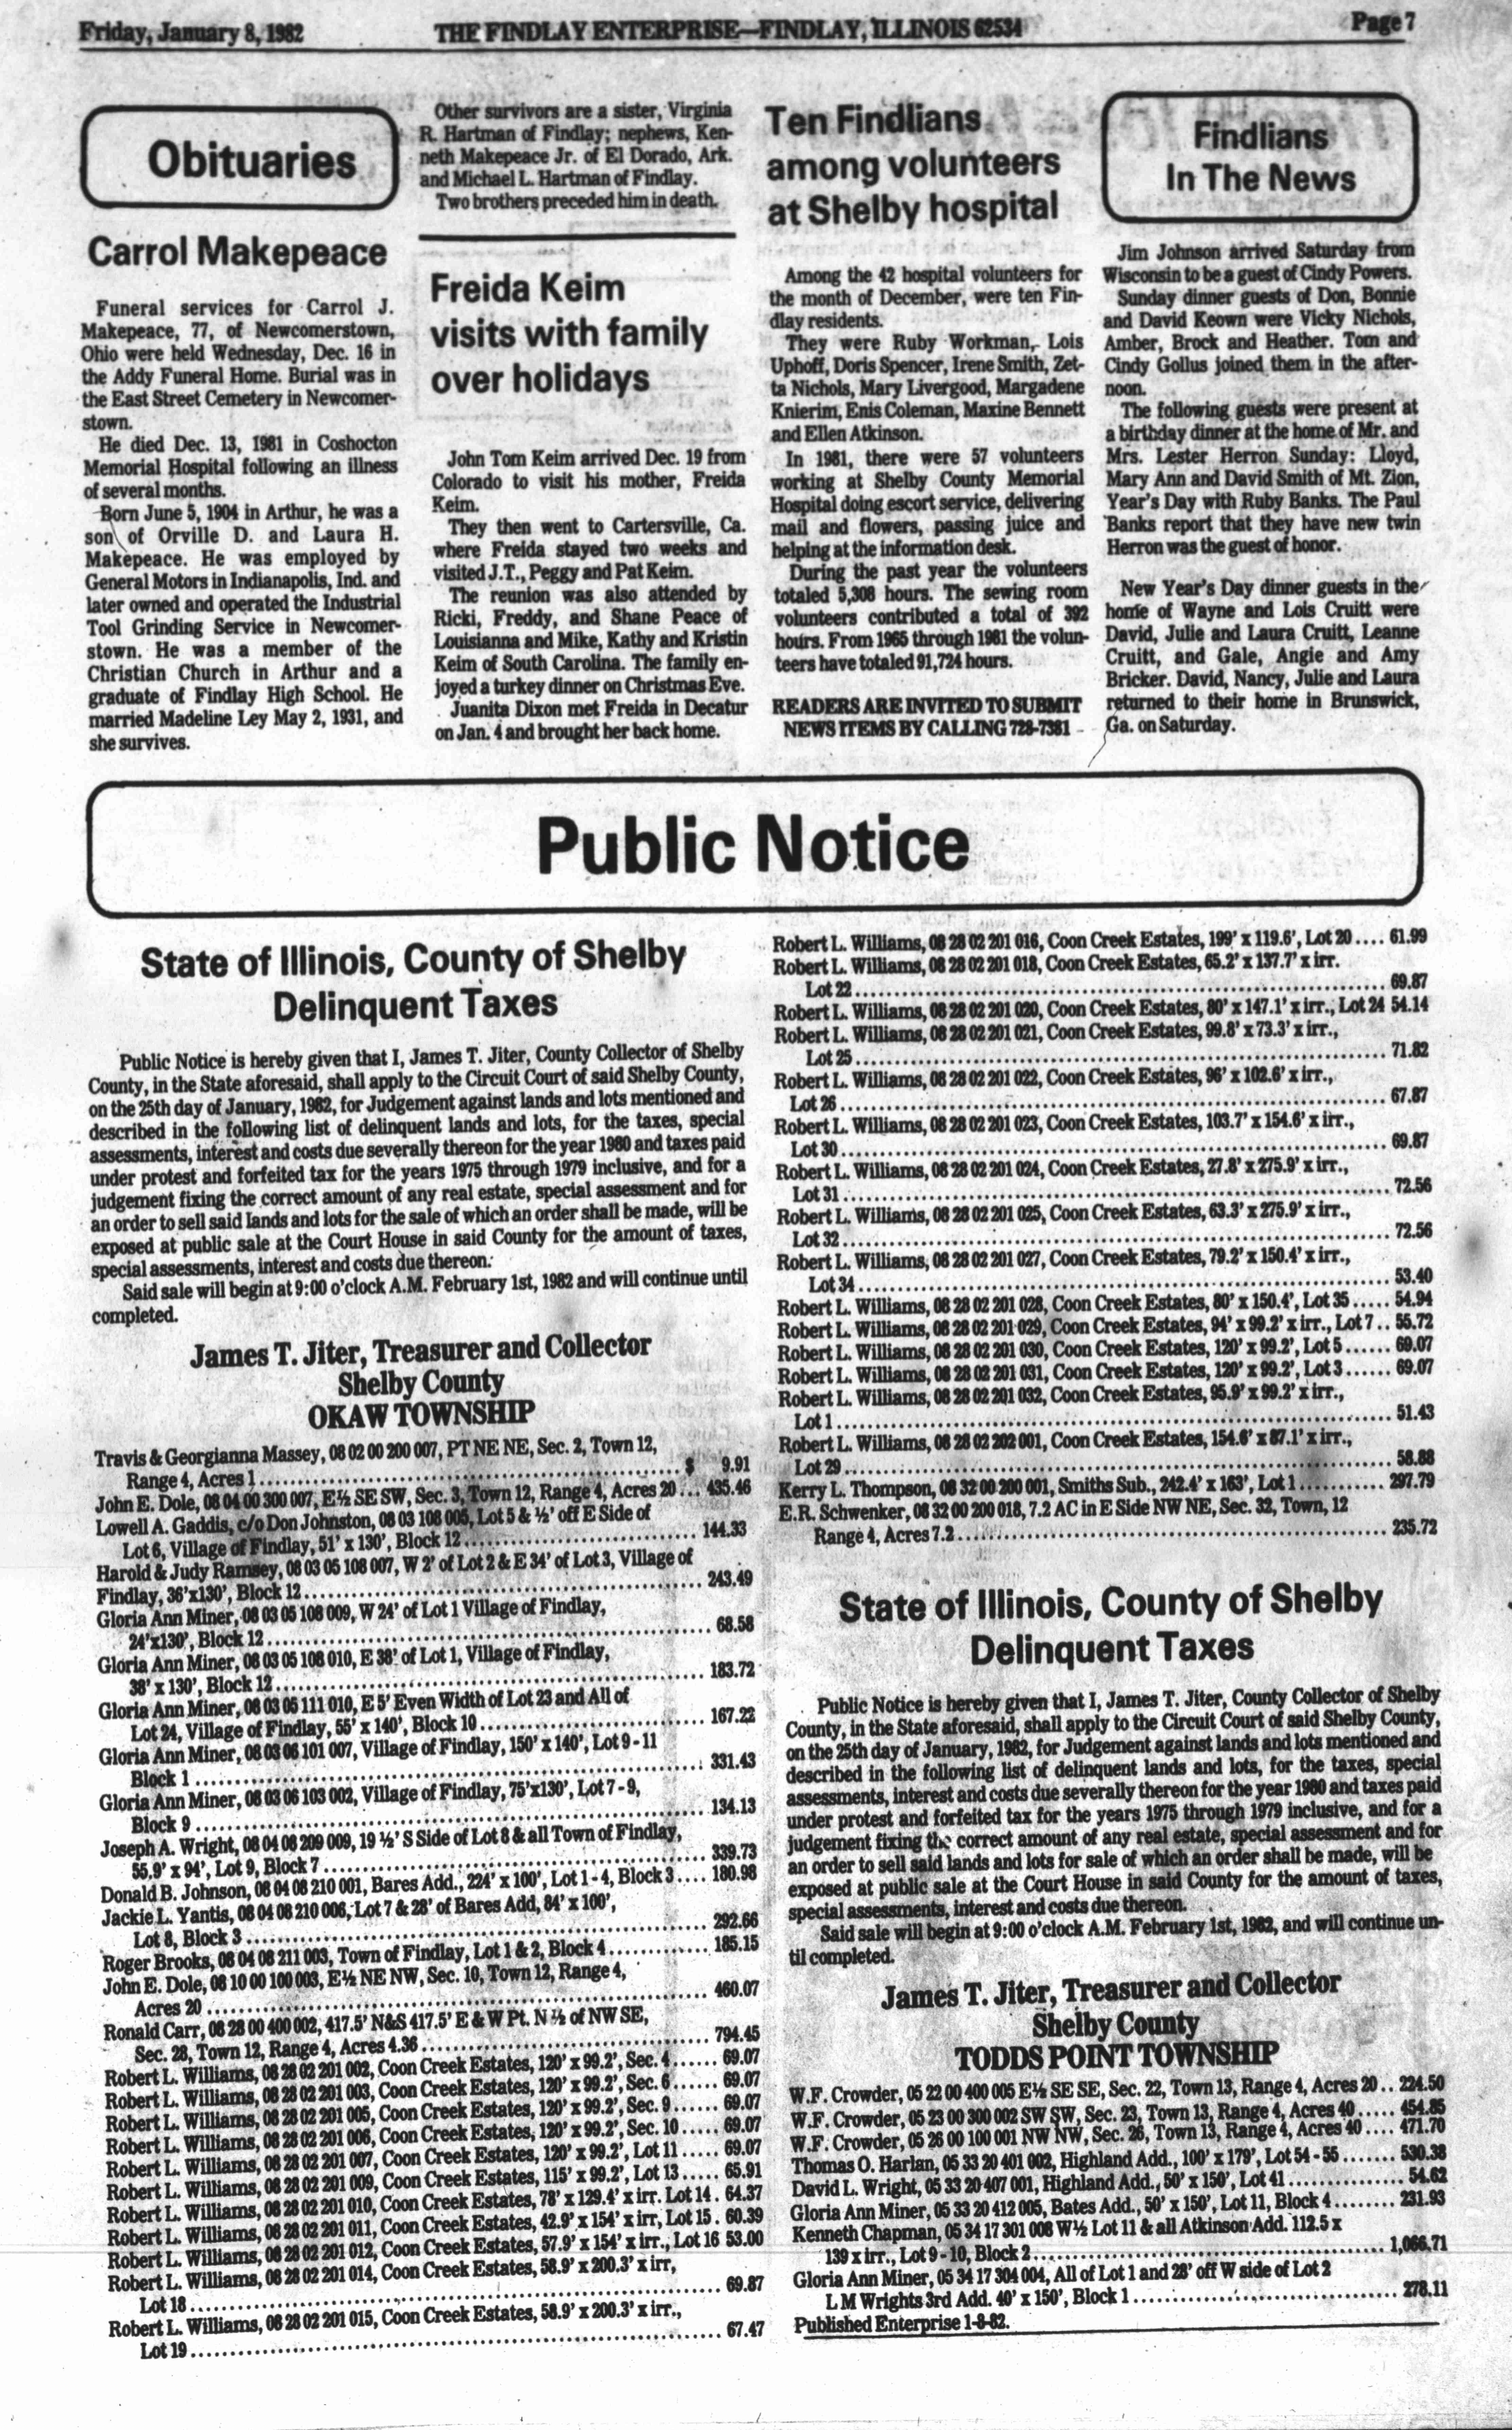 Friday, January 8, 1982
THE FINDLAY ENTERPRISE—FINDLAY, ILLINOIS 62534
Page 7
Obituaries
Carrol Makepeace
Funeral services for Carrol J.
Makepeace, 77, of Newcomerstown,
Ohio were held Wednesday, Dec. 16 in
the Addy Funeral Home. Burial was in
the East Street Cemetery in Newcomer-
stown.
He died Dec. 13, 1981 in Coshocton
Memorial Hospital following an illness
of several months.
Born June 5, 1904 in Arthur, he was a
son of Orville D. and Laura H.
Makepeace. He was employed by
General Motors in Indianapolis, Ind. and
later owned and operated the Industrial
Tool Grinding Service in Newcomer-
stown. He was a member of the
Christian Church in Arthur and a
graduate of Findlay High School. He
married Madeline Ley May 2, 1931, and
she survives.
Other survivors are a sister, Virginia
R. Hartman of Findlay; nephews, Ken-
neth Makepeace Jr. of El Dorado, Ark.
and Michael L. Hartman of Findlay.
Two brothers preceded him in death.
Freida Keim
visits with family
over holidays
John Tom Keim arrived Dec. 19 from
Colorado to visit his mother, Freida
Keim.
They then went to Cartersville, Ca.
where Freida stayed two weeks and
visited J.T., Peggy and Pat Keim.
The reunion was also attended by
Ricki, Freddy, and Shane Peace of
Louisianna and Mike, Kathy and Kristin
Keim of South Carolina. The family en-
joyed a turkey dinner on Christmas Eve.
Juanita Dixon met Freida in Decatur
on Jan. 4 and brought her back home.
Ten Findlians
among volunteers
at Shelby hospital
Among the 42 hospital volunteers for
the month of December, were ten Fin-
dlay residents.
They were Ruby Workman, Lois
Uphoff, Doris Spencer, Irene Smith, Zet-
ta Nichols, Mary Livergood, Margadene
Knierim, Enis Coleman, Maxine Bennett
and Ellen Atkinson.
In 1981, there were 57 volunteers
working at Shelby County Memorial
Hospital doing escort service, delivering
mail and flowers, passing juice and
helping at the information desk.
During the past year the volunteers
totaled 5,308 hours. The sewing room
volunteers contributed a total of 392
hours. From 1965 through 1981 the volun-
teers have totaled 91,724 hours.
READERS ARE INVITED TO SUBMIT
NEWS ITEMS BY CALLING 728-7381
Findlians
In The News
Jim Johnson arrived Saturday from
Wisconsin to be a guest of Cindy Powers.
Sunday dinner guests of Don, Bonnie
and David Keown were Vicky Nichols,
Amber, Brock and Heather. Tom and
Cindy Gollus joined them in the after-
noon.
The following guests were present at
a birthday dinner at the home of Mr. and
Mrs. Lester Herron Sunday: Lloyd,
Mary Ann and David Smith of Mt. Zion,
Year's Day with Ruby Banks. The Paul
Banks report that they have new twin
Herron was the guest of honor.
New Year's Day dinner guests in the
home of Wayne and Lois Cruitt were
David, Julie and Laura Cruitt, Leanne
Cruitt, and Gale, Angie and Amy
Bricker. David, Nancy, Julie and Laura
returned to their home in Brunswick,
Ga. on Saturday.
Public Notice
State of Illinois, County of Shelby
Delinquent Taxes
Public Notice is hereby given that I, James T. Jiter, County Collector of Shelby
County, in the State aforesaid, shall apply to the Circuit Court of said Shelby County,
on the 25th day of January, 1982, for Judgement against lands and lots mentioned and
described in the following list of delinquent lands and lots, for the taxes, special
assessments, interest and costs due severally thereon for the year 1980 and taxes paid
under protest and forfeited tax for the years 1975 through 1979 inclusive, and for a
judgement fixing the correct amount of any real estate, special assessment and for
an order to sell said lands and lots for the sale of which an order shall be made, will be
exposed at public sale at the Court House in said County for the amount of taxes,
special assessments, interest and costs due thereon.
Said sale will begin at 9:00 o'clock A.M. February 1st, 1982 and will continue until
completed.
James T. Jiter, Treasurer and Collector
Shelby County
OKAW TOWNSHIP
Travis & Georgianna Massey, 08 02 00 200 007, PT NE NE, Sec. 2, Town 12,
Range 4, Acres 1 .......... $ 9.91
John E. Dole, 08 04 00 300 007, E½ SE SW, Sec. 3, Town 12, Range 4, Acres 20 ... 435.46
Lowell A. Gaddis, c/o Don Johnston, 08 03 108 005, Lot 5 & ½' off E Side of
Lot 6, Village of Findlay, 51' x 130', Block 12 .......... 144.33
Harold & Judy Ramsey, 08 03 05 108 007, W 2' of Lot 2 & E 34' of Lot 3, Village of
Findlay, 36'x130', Block 12 .......... 243.49
Gloria Ann Miner, 08 03 05 108 009, W 24' of Lot 1 Village of Findlay,
24'x130', Block 12 .......... 68.58
Gloria Ann Miner, 08 03 05 108 010, E 38' of Lot 1, Village of Findlay,
38' x 130', Block 12 .......... 183.72
Gloria Ann Miner, 08 03 05 111 010, E 5' Even Width of Lot 23 and All of
Lot 24, Village of Findlay, 55' x 140', Block 10 .......... 167.22
Gloria Ann Miner, 08 03 06 101 007, Village of Findlay, 150' x 140', Lot 9 - 11
Block 1 .......... 331.43
Gloria Ann Miner, 08 03 06 103 002, Village of Findlay, 75'x130', Lot 7 - 9,
Block 9 .......... 134.13
Joseph A. Wright, 08 04 08 209 009, 19 ½' S Side of Lot 8 & all Town of Findlay,
55.9' x 94', Lot 9, Block 7 .......... 339.73
Donald B. Johnson, 08 04 08 210 001, Bares Add., 224' x 100', Lot 1 - 4, Block 3 .... 180.98
Jackie L. Yantis, 08 04 08 210 006, Lot 7 & 28' of Bares Add, 84' x 100',
Lot 8, Block 3 .......... 292.66
Roger Brooks, 08 04 08 211 003, Town of Findlay, Lot 1 & 2, Block 4 .......... 185.15
John E. Dole, 08 10 00 100 003, E½ NE NW, Sec. 10, Town 12, Range 4,
Acres 20 .......... 460.07
Ronald Carr, 08 28 00 400 002, 417.5' N&S 417.5' E & W Pt. N ½ of NW SE,
Sec. 28, Town 12, Range 4, Acres 4.36 .......... 794.45
Robert L. Williams, 08 28 02 201 002, Coon Creek Estates, 120' x 99.2', Sec. 4 ...... 69.07
Robert L. Williams, 08 28 02 201 003, Coon Creek Estates, 120' x 99.2', Sec. 6 ...... 69.07
Robert L. Williams, 08 28 02 201 005, Coon Creek Estates, 120' x 99.2', Sec. 9 ...... 69.07
Robert L. Williams, 08 28 02 201 006, Coon Creek Estates, 120' x 99.2', Sec. 10 ..... 69.07
Robert L. Williams, 08 28 02 201 007, Coon Creek Estates, 120' x 99.2', Lot 11 ..... 69.07
Robert L. Williams, 08 28 02 201 009, Coon Creek Estates, 115' x 99.2', Lot 13 ..... 65.91
Robert L. Williams, 08 28 02 201 010, Coon Creek Estates, 78' x 129.4' x irr. Lot 14 . 64.37
Robert L. Williams, 08 28 02 201 011, Coon Creek Estates, 42.9' x 154' x irr, Lot 15 . 60.39
Robert L. Williams, 08 28 02 201 012, Coon Creek Estates, 57.9' x 154' x irr., Lot 16 53.00
Robert L. Williams, 08 28 02 201 014, Coon Creek Estates, 58.9' x 200.3' x irr,
Lot 18 .......... 69.87
Robert L. Williams, 08 28 02 201 015, Coon Creek Estates, 58.9' x 200.3' x irr.,
Lot 19 .......... 67.47
Robert L. Williams, 08 28 02 201 016, Coon Creek Estates, 199' x 119.6', Lot 20 .... 61.99
Robert L. Williams, 08 28 02 201 018, Coon Creek Estates, 65.2' x 137.7' x irr.
Lot 22 .......... 69.87
Robert L. Williams, 08 28 02 201 020, Coon Creek Estates, 80' x 147.1' x irr., Lot 24 54.14
Robert L. Williams, 08 28 02 201 021, Coon Creek Estates, 99.8' x 73.3' x irr.,
Lot 25 .......... 71.82
Robert L. Williams, 08 28 02 201 022, Coon Creek Estates, 96' x 102.6' x irr.,
Lot 26 .......... 67.87
Robert L. Williams, 08 28 02 201 023, Coon Creek Estates, 103.7' x 154.6' x irr.,
Lot 30 .......... 69.87
Robert L. Williams, 08 28 02 201 024, Coon Creek Estates, 27.8' x 275.9' x irr.,
Lot 31 .......... 72.56
Robert L. Williams, 08 28 02 201 025, Coon Creek Estates, 63.3' x 275.9' x irr.,
Lot 32 .......... 72.56
Robert L. Williams, 08 28 02 201 027, Coon Creek Estates, 79.2' x 150.4' x irr.,
Lot 34 .......... 53.40
Robert L. Williams, 08 28 02 201 028, Coon Creek Estates, 80' x 150.4', Lot 35 ..... 54.94
Robert L. Williams, 08 28 02 201 029, Coon Creek Estates, 94' x 99.2' x irr., Lot 7 .. 55.72
Robert L. Williams, 08 28 02 201 030, Coon Creek Estates, 120' x 99.2', Lot 5 ...... 69.07
Robert L. Williams, 08 28 02 201 031, Coon Creek Estates, 120' x 99.2', Lot 3 ...... 69.07
Robert L. Williams, 08 28 02 201 032, Coon Creek Estates, 95.9' x 99.2' x irr.,
Lot 1 .......... 51.43
Robert L. Williams, 08 28 02 202 001, Coon Creek Estates, 154.6' x 87.1' x irr.,
Lot 29 .......... 58.88
Kerry L. Thompson, 08 32 00 200 001, Smiths Sub., 242.4' x 163', Lot 1 .......... 297.79
E.R. Schwenker, 08 32 00 200 018, 7.2 AC in E Side NW NE, Sec. 32, Town, 12
Range 4, Acres 7.2 .......... 235.72
State of Illinois, County of Shelby
Delinquent Taxes
Public Notice is hereby given that I, James T. Jiter, County Collector of Shelby
County, in the State aforesaid, shall apply to the Circuit Court of said Shelby County,
on the 25th day of January, 1982, for Judgement against lands and lots mentioned and
described in the following list of delinquent lands and lots, for the taxes, special
assessments, interest and costs due severally thereon for the year 1980 and taxes paid
under protest and forfeited tax for the years 1975 through 1979 inclusive, and for a
judgement fixing the correct amount of any real estate, special assessment and for
an order to sell said lands and lots for sale of which an order shall be made, will be
exposed at public sale at the Court House in said County for the amount of taxes,
special assessments, interest and costs due thereon.
Said sale will begin at 9:00 o'clock A.M. February 1st, 1982, and will continue un-
til completed.
James T. Jiter, Treasurer and Collector
Shelby County
TODDS POINT TOWNSHIP
W.F. Crowder, 05 22 00 400 005 E½ SE SE, Sec. 22, Town 13, Range 4, Acres 20 .. 224.50
W.F. Crowder, 05 23 00 300 002 SW SW, Sec. 23, Town 13, Range 4, Acres 40 ..... 454.85
W.F. Crowder, 05 26 00 100 001 NW NW, Sec. 26, Town 13, Range 4, Acres 40 .... 471.70
Thomas O. Harlan, 05 33 20 401 002, Highland Add., 100' x 179', Lot 54 - 55 ....... 530.38
David L. Wright, 05 33 20 407 001, Highland Add., 50' x 150', Lot 41 .......... 54.62
Gloria Ann Miner, 05 33 20 412 005, Bates Add., 50' x 150', Lot 11, Block 4 ........ 231.93
Kenneth Chapman, 05 34 17 301 008 W½ Lot 11 & all Atkinson Add. 112.5 x
139 x irr., Lot 9 - 10, Block 2 .......... 1,066.71
Gloria Ann Miner, 05 34 17 304 004, All of Lot 1 and 28' off W side of Lot 2
L M Wrights 3rd Add. 40' x 150', Block 1 .......... 278.11
Published Enterprise 1-8-82.